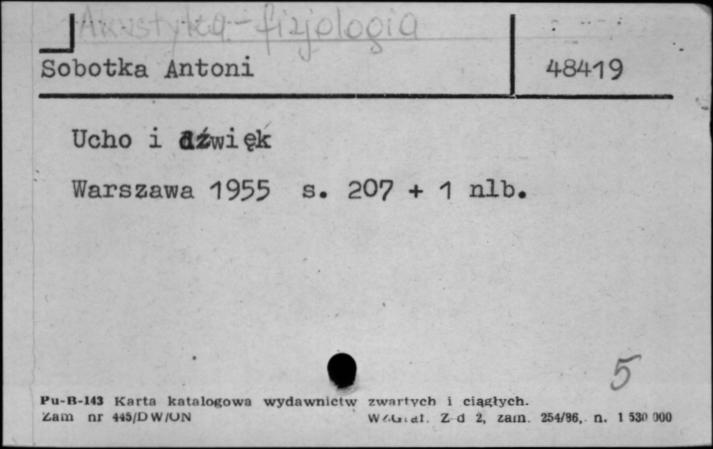 Akustyka - fizjologia
Sobotka Antoni 48419
Ucho i dźwięk
Warszawa 1955 s. 207 + 1 nlb.
5
Pu-B-143 Karta katalogowa wydawnictw zwartych i ciągłych.
Zam nr 445/DW/ON Z-d 2, zam. 254/86, n. 1 530 000